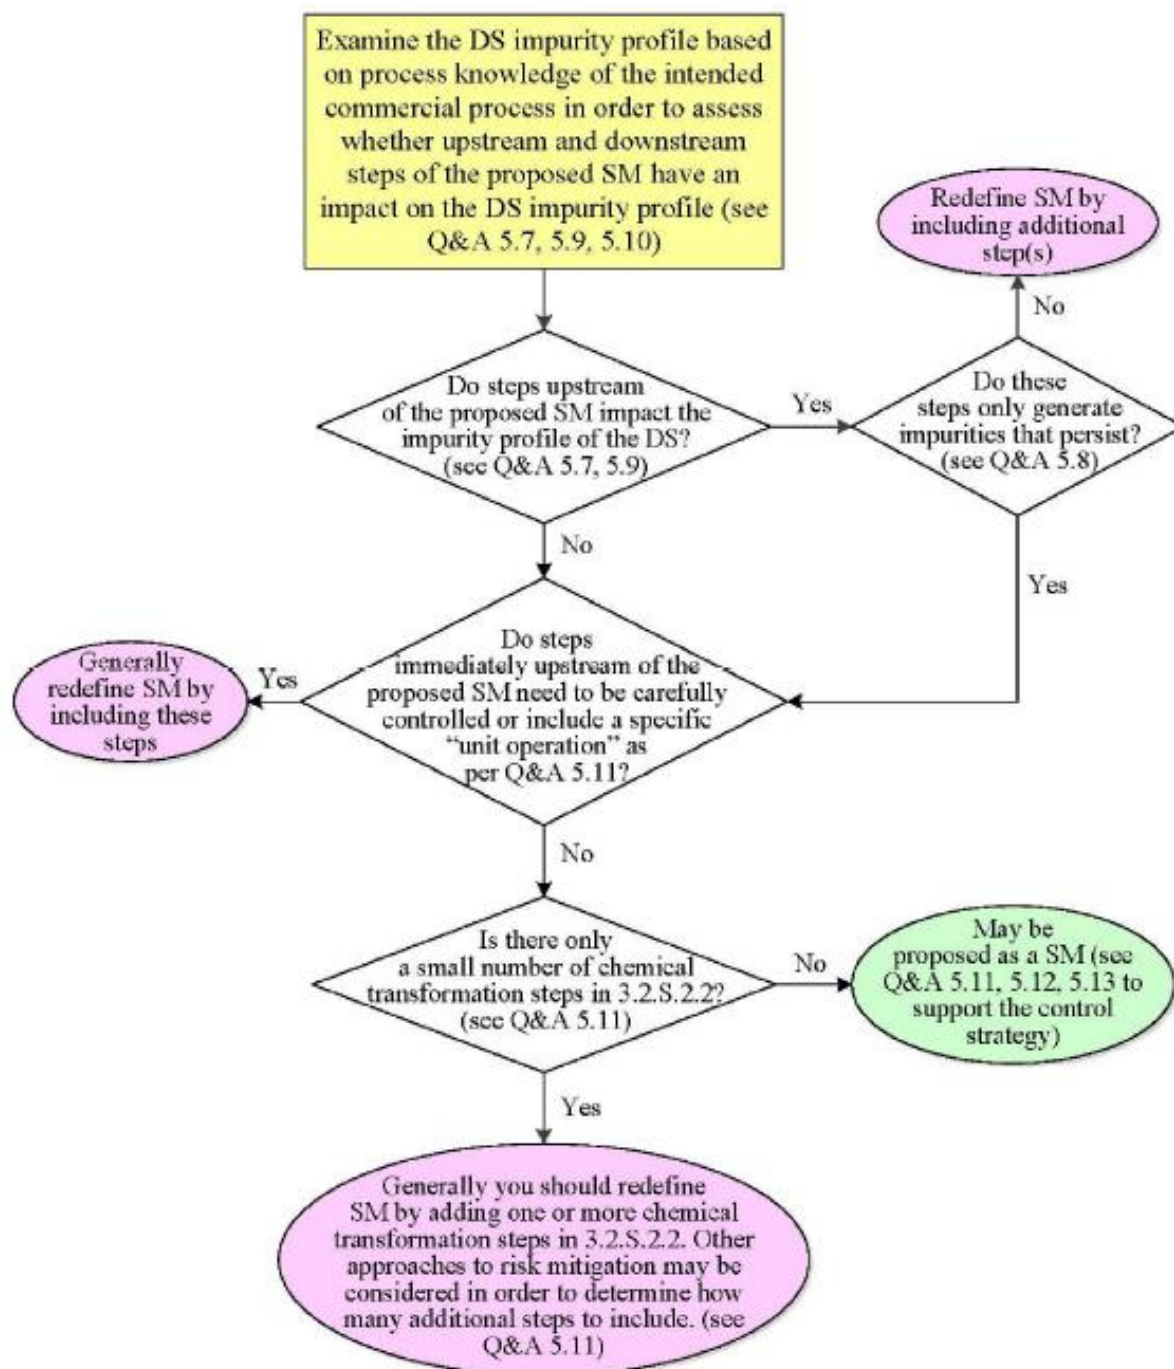 Examine the DS impurity profile based
on process knowledge of the intended
commercial process in order to assess
whether upstream and downstream
steps of the proposed SM have an
impact on the DS impurity profile (see
Q&A 5.7, 5.9, 5.10)
Redefine SM by
including additional
step(s)
No
Do steps upstream
of the proposed SM impact the
impurity profile of the DS?
(see Q&A 5.7, 5.9)
Yes
Do these
steps only generate
impurities that persist?
(see Q&A 5.8)
No
Yes
Do steps
immediately upstream of the
proposed SM need to be carefully
controlled or include a specific
“unit operation” as
per Q&A 5.11?
Yes
Generally
redefine SM by
including these
steps
No
Is there only
a small number of chemical
transformation steps in 3.2.S.2.2?
(see Q&A 5.11)
No
May be
proposed as a SM (see
Q&A 5.11, 5.12, 5.13 to
support the control
strategy)
Yes
Generally you should redefine
SM by adding one or more chemical
transformation steps in 3.2.S.2.2. Other
approaches to risk mitigation may be
considered in order to determine how
many additional steps to include. (see
Q&A 5.11)